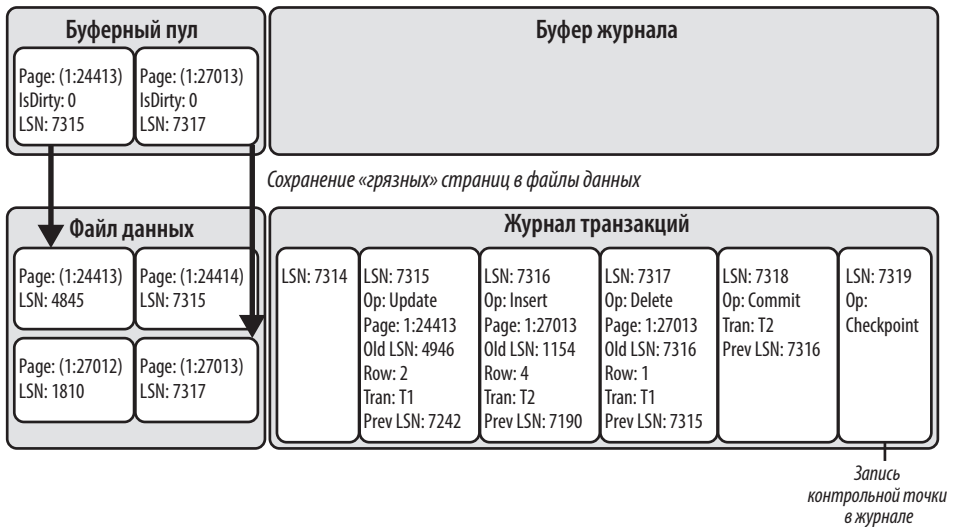 Буферный пул
Page: (1:24413)
IsDirty: 0
LSN: 7315
Page: (1:27013)
IsDirty: 0
LSN: 7317
Буфер журнала
Сохранение «грязных» страниц в файлы данных
Файл данных
Page: (1:24413)
LSN: 4845
Page: (1:24414)
LSN: 7315
Page: (1:27012)
LSN: 1810
Page: (1:27013)
LSN: 7317
Журнал транзакций
LSN: 7314
LSN: 7315
Op: Update
Page: 1:24413
Old LSN: 4946
Row: 2
Tran: T1
Prev LSN: 7242
LSN: 7316
Op: Insert
Page: 1:27013
Old LSN: 1154
Row: 4
Tran: T2
Prev LSN: 7190
LSN: 7317
Op: Delete
Page: 1:27013
Old LSN: 7316
Row: 1
Tran: T1
Prev LSN: 7315
LSN: 7318
Op: Commit
Tran: T2
Prev LSN: 7316
LSN: 7319
Op:
Checkpoint
Запись
контрольной точки
в журнале